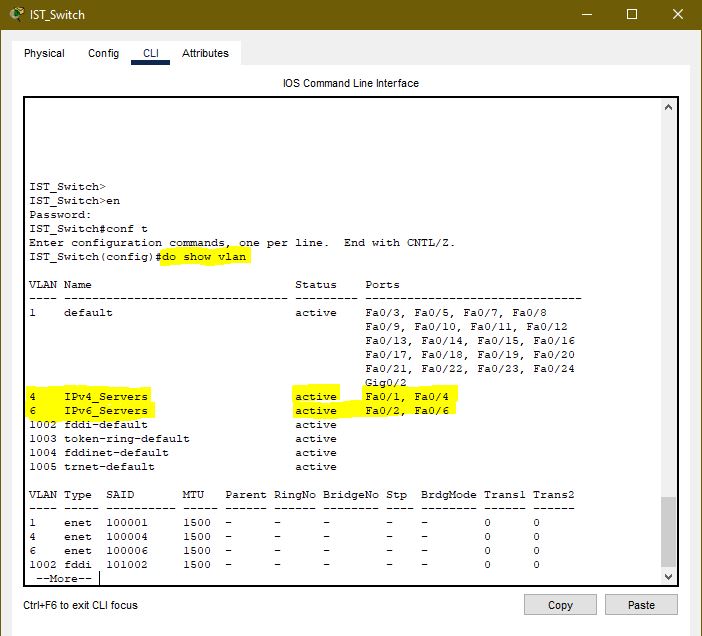 IST_Switch
Physical Config CLI Attributes
IOS Command Line Interface
IST_Switch>
IST_Switch>en
Password:
IST_Switch#conf t
Enter configuration commands, one per line.  End with CNTL/Z.
IST_Switch(config)#do show vlan
VLAN Name                             Status    Ports
---- -------------------------------- --------- -------------------------------
1    default                          active    Fa0/3, Fa0/5, Fa0/7, Fa0/8
                                                Fa0/9, Fa0/10, Fa0/11, Fa0/12
                                                Fa0/13, Fa0/14, Fa0/15, Fa0/16
                                                Fa0/17, Fa0/18, Fa0/19, Fa0/20
                                                Fa0/21, Fa0/22, Fa0/23, Fa0/24
                                                Gig0/2
4    IPv4_Servers                     active    Fa0/1, Fa0/4
6    IPv6_Servers                     active    Fa0/2, Fa0/6
1002 fddi-default                     active
1003 token-ring-default               active
1004 fddinet-default                  active
1005 trnet-default                    active
VLAN Type  SAID       MTU   Parent RingNo BridgeNo Stp  BrdgMode Trans1 Trans2
---- ----- ---------- ----- ------ ------ -------- ---- -------- ------ ------
1    enet  100001     1500  -      -      -        -    -        0      0
4    enet  100004     1500  -      -      -        -    -        0      0
6    enet  100006     1500  -      -      -        -    -        0      0
1002 fddi  101002     1500  -      -      -        -    -        0      0
 --More--
Ctrl+F6 to exit CLI focus Copy Paste